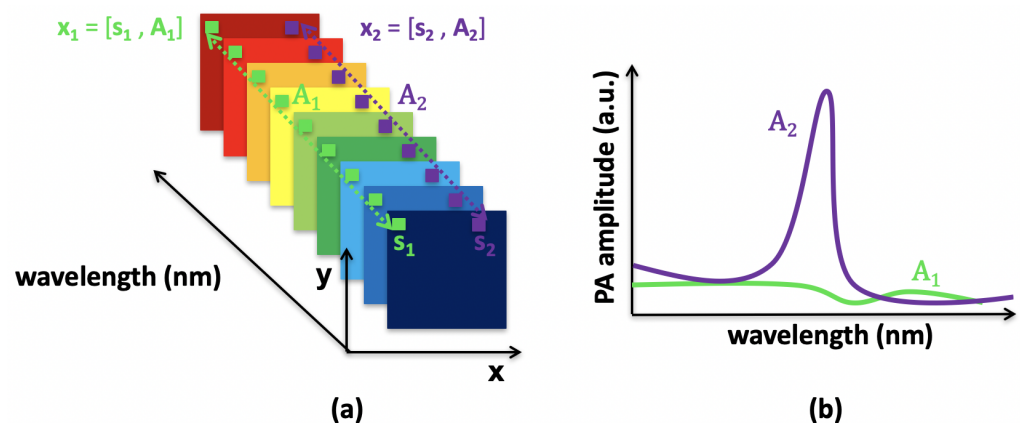 x₁ = [s₁ , A₁]
x₂ = [s₂ , A₂]
A₁
A₂
s₁
s₂
wavelength (nm)
y
x
(a)
PA amplitude (a.u.)
A₂
A₁
wavelength (nm)
(b)